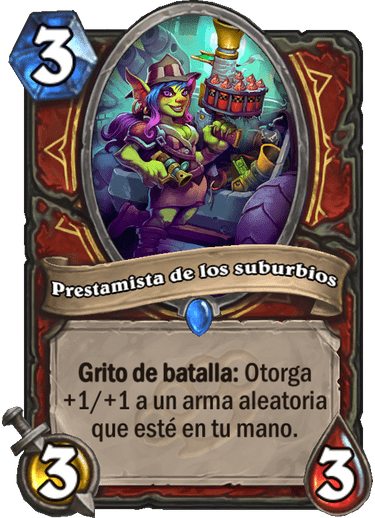 3
Prestamista de los suburbios
Grito de batalla: Otorga
+1/+1 a un arma aleatoria
que esté en tu mano.
3
3